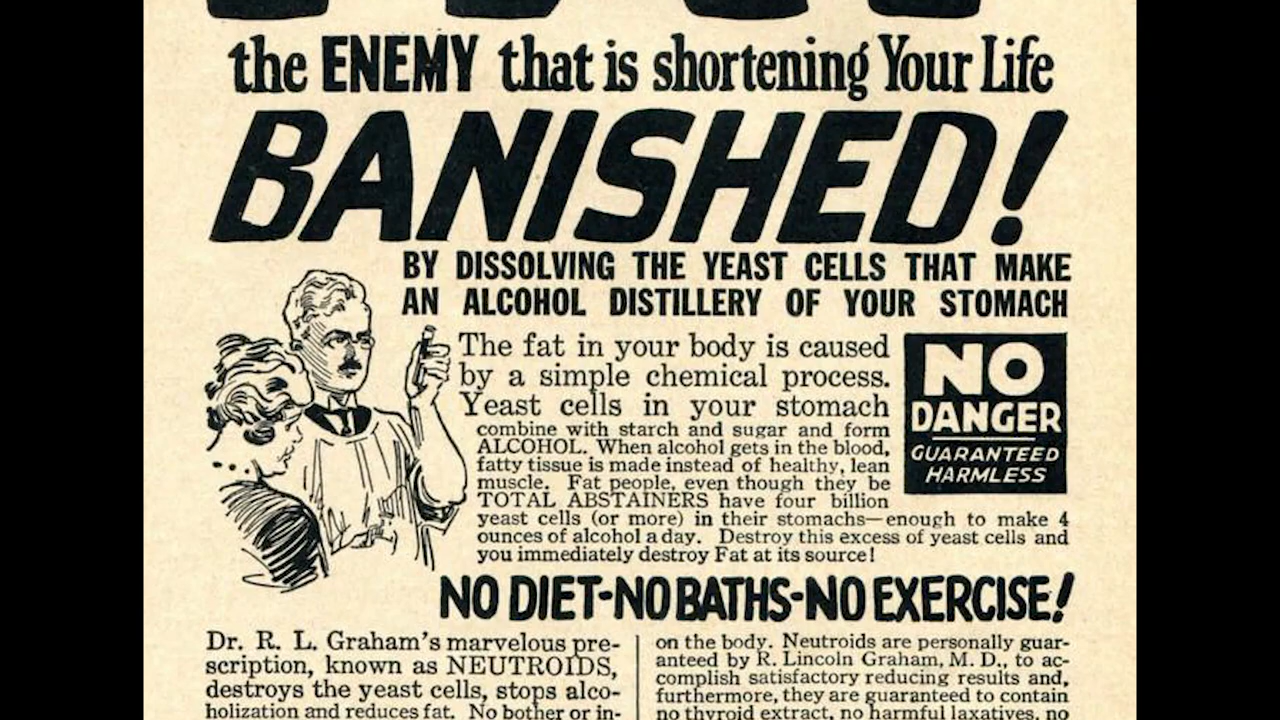 the ENEMY that is shortening Your Life
BANISHED!
BY DISSOLVING THE YEAST CELLS THAT MAKE
AN ALCOHOL DISTILLERY OF YOUR STOMACH
The fat in your body is caused
by a simple chemical process.
Yeast cells in your stomach
combine with starch and sugar and form
ALCOHOL. When alcohol gets in the blood,
fatty tissue is made instead of healthy, lean
muscle. Fat people, even though they be
TOTAL ABSTAINERS have four billion
yeast cells (or more) in their stomachs—enough to make 4
ounces of alcohol a day. Destroy this excess of yeast cells and
you immediately destroy Fat at its source!
NO
DANGER
GUARANTEED
HARMLESS
NO DIET-NO BATHS-NO EXERCISE!
Dr. R. L. Graham's marvelous pre-
scription, known as NEUTROIDS,
destroys the yeast cells, stops alco-
holization and reduces fat. No bother or in-
on the body. Neutroids are personally guar-
anteed by R. Lincoln Graham, M. D., to ac-
complish satisfactory reducing results and,
furthermore, they are guaranteed to contain
no thyroid extract, no harmful laxatives, no